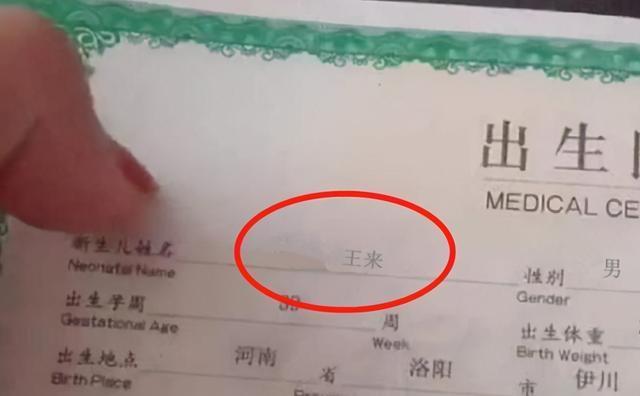 出生
MEDICAL CE
新生儿姓名 王来 性别 男
Neonatal Name Gender
出生孕周 39 周 出生体重
Gestational Age Week Birth Weight
出生地点 河南 省 洛阳 市 伊川
Birth Place